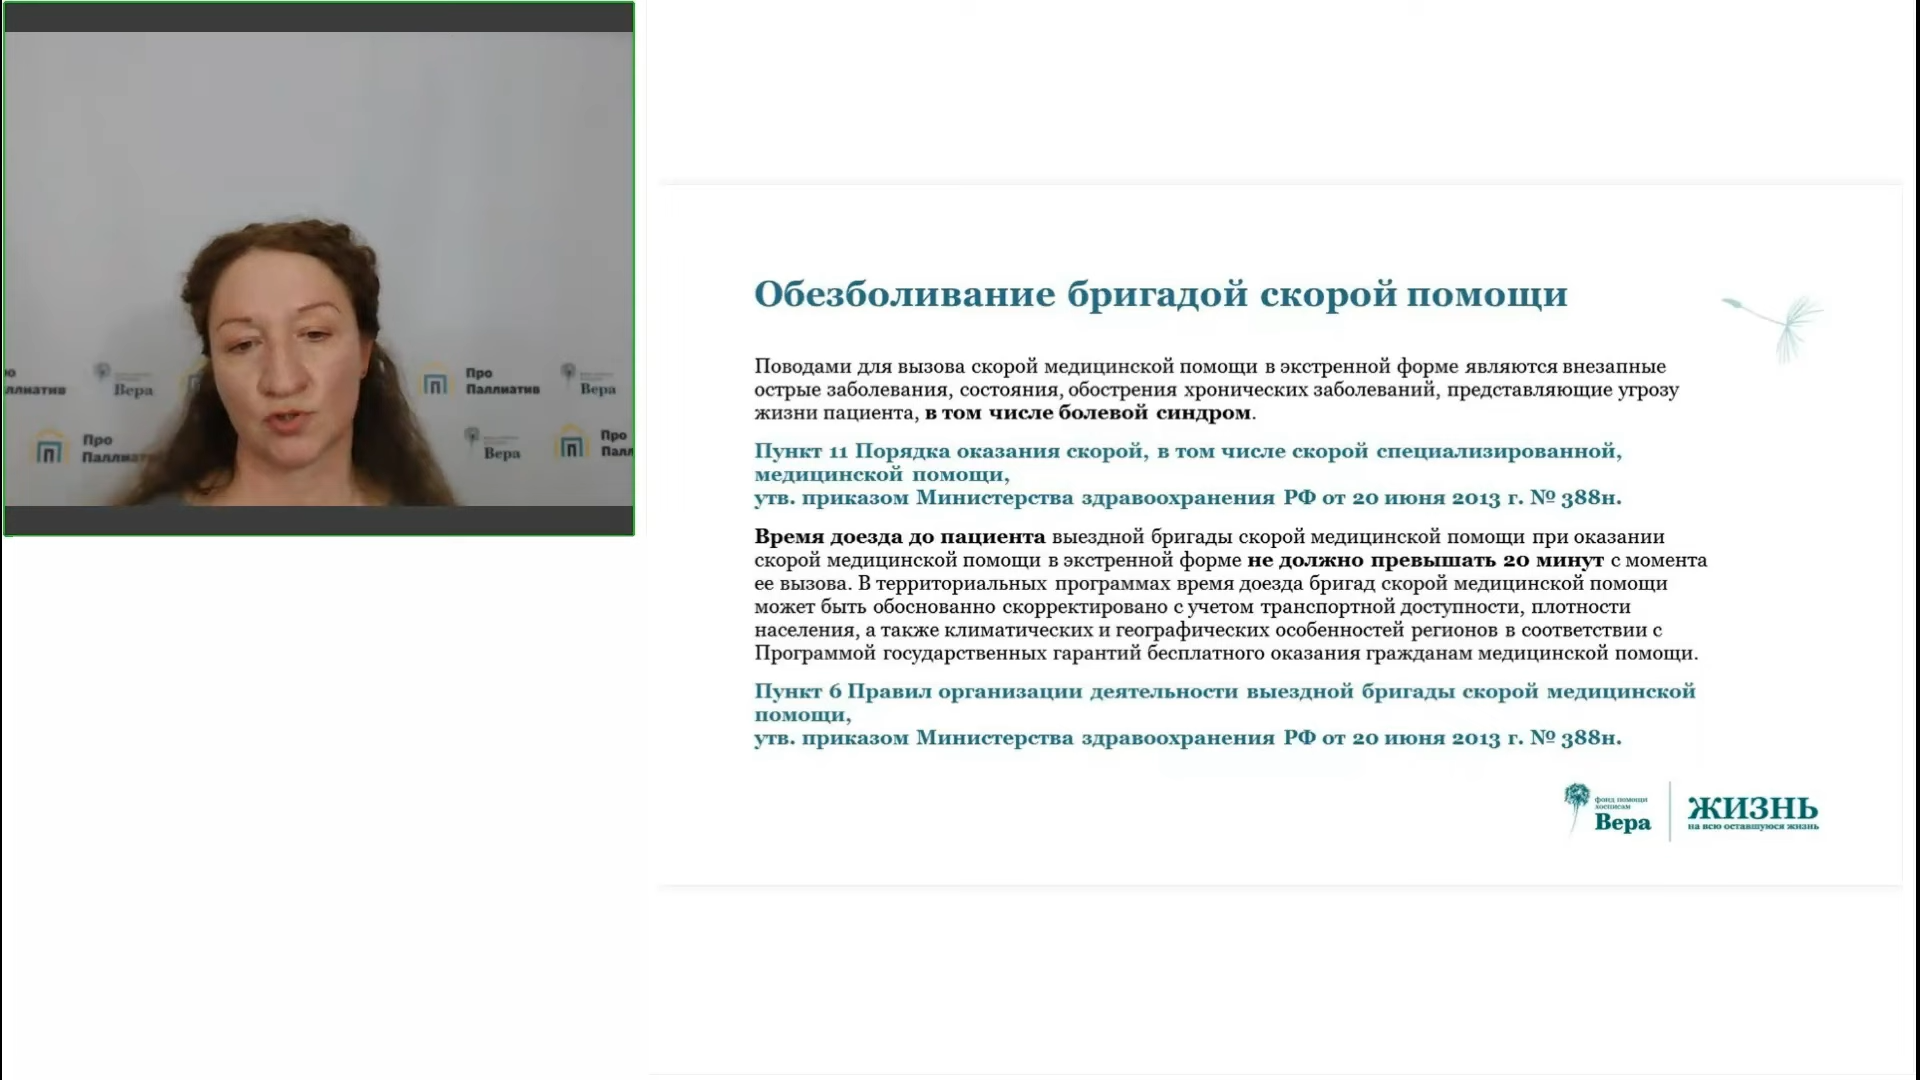 Про
Паллиатив
Вера
Про
Паллиатив
Вера
Про
Паллиатив
Вера
Про
Обезболивание бригадой скорой помощи
Поводами для вызова скорой медицинской помощи в экстренной форме являются внезапные
острые заболевания, состояния, обострения хронических заболеваний, представляющие угрозу
жизни пациента, в том числе болевой синдром.
Пункт 11 Порядка оказания скорой, в том числе скорой специализированной,
медицинской помощи,
утв. приказом Министерства здравоохранения РФ от 20 июня 2013 г. № 388н.
Время доезда до пациента выездной бригады скорой медицинской помощи при оказании
скорой медицинской помощи в экстренной форме не должно превышать 20 минут с момента
ее вызова. В территориальных программах время доезда бригад скорой медицинской помощи
может быть обоснованно скорректировано с учетом транспортной доступности, плотности
населения, а также климатических и географических особенностей регионов в соответствии с
Программой государственных гарантий бесплатного оказания гражданам медицинской помощи.
Пункт 6 Правил организации деятельности выездной бригады скорой медицинской
помощи,
утв. приказом Министерства здравоохранения РФ от 20 июня 2013 г. № 388н.
фонд помощи
хосписам
Вера
ЖИЗНЬ
на всю оставшуюся жизнь